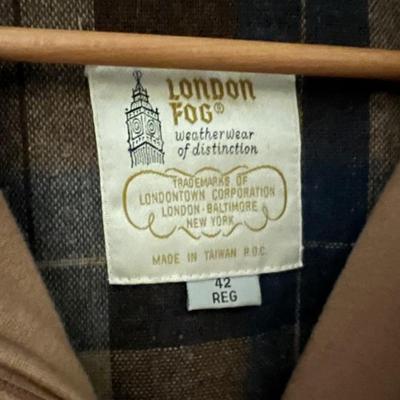 LONDON
FOG®
weatherwear
of distinction
TRADEMARKS OF
LONDONTOWN CORPORATION
LONDON-BALTIMORE
NEW YORK
MADE IN TAIWAN R.O.C.
42
REG